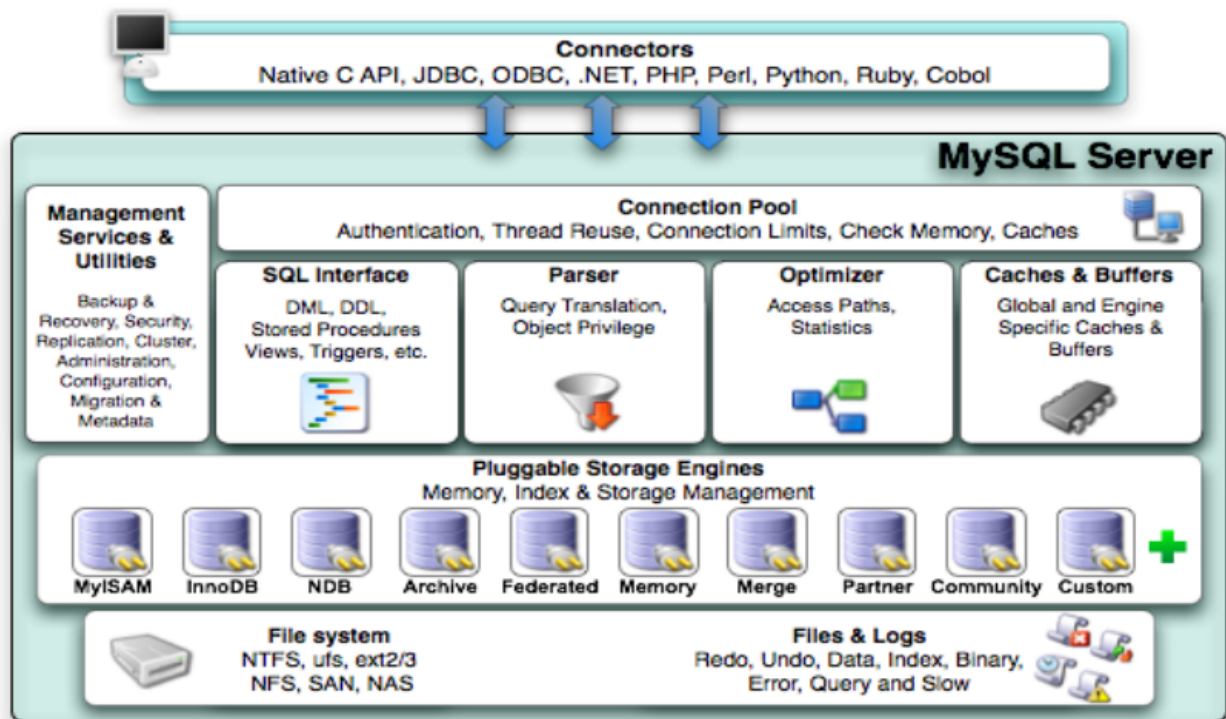 Connectors
Native C API, JDBC, ODBC, .NET, PHP, Perl, Python, Ruby, Cobol
MySQL Server
Management
Services &
Utilities
Backup &
Recovery, Security,
Replication, Cluster,
Administration,
Configuration,
Migration &
Metadata
Connection Pool
Authentication, Thread Reuse, Connection Limits, Check Memory, Caches
SQL Interface
DML, DDL,
Stored Procedures
Views, Triggers, etc.
Parser
Query Translation,
Object Privilege
Optimizer
Access Paths,
Statistics
Caches & Buffers
Global and Engine
Specific Caches &
Buffers
Pluggable Storage Engines
Memory, Index & Storage Management
MyISAM
InnoDB
NDB
Archive
Federated
Memory
Merge
Partner
Community
Custom
File system
NTFS, ufs, ext2/3
NFS, SAN, NAS
Files & Logs
Redo, Undo, Data, Index, Binary,
Error, Query and Slow